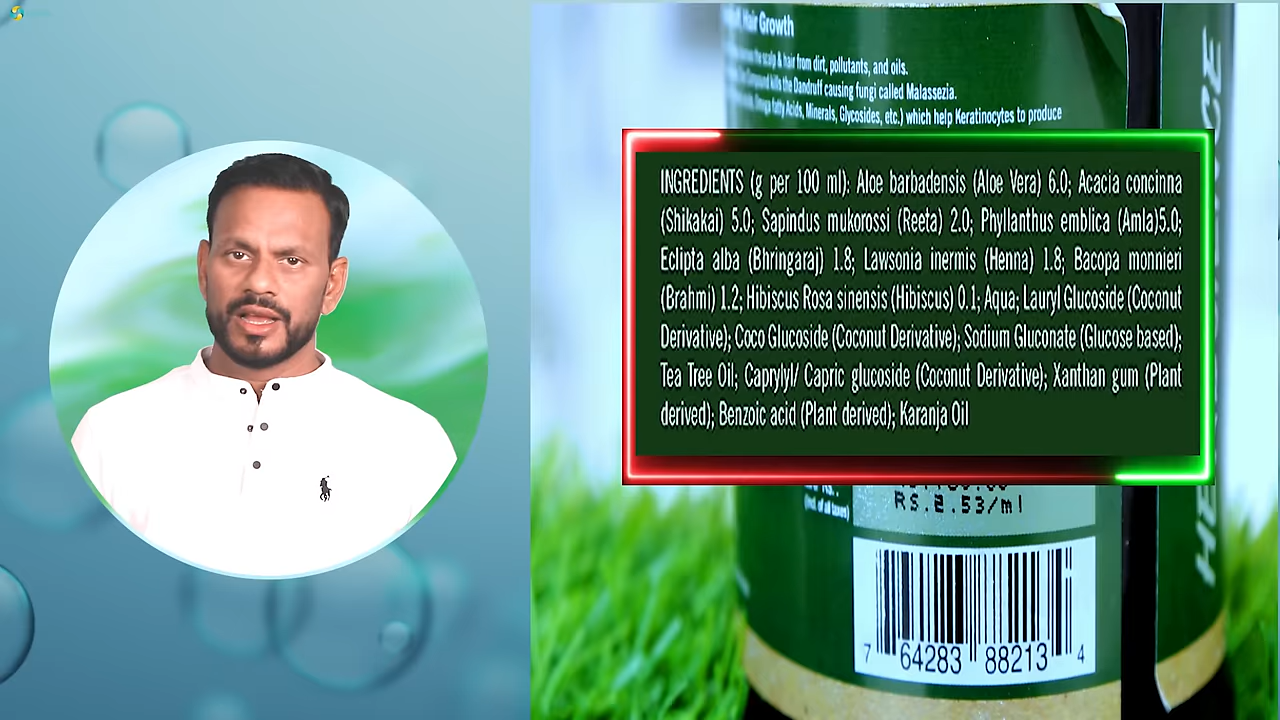 Hair Growth
scalp & hair from dirt, pollutants, and oils.
kills the Dandruff causing fungi called Malassezia.
fatty Acids, Minerals, Glycosides, etc.) which help Keratinocytes to produce
INGREDIENTS (g per 100 ml): Aloe barbadensis (Aloe Vera) 6.0; Acacia concinna
(Shikakai) 5.0; Sapindus mukorossi (Reeta) 2.0; Phyllanthus emblica (Amla)5.0;
Eclipta alba (Bhringaraj) 1.8; Lawsonia inermis (Henna) 1.8; Bacopa monnieri
(Brahmi) 1.2; Hibiscus Rosa sinensis (Hibiscus) 0.1; Aqua; Lauryl Glucoside (Coconut
Derivative); Coco Glucoside (Coconut Derivative); Sodium Gluconate (Glucose based);
Tea Tree Oil; Caprylyl/ Capric glucoside (Coconut Derivative); Xanthan gum (Plant
derived); Benzoic acid (Plant derived); Karanja Oil
RS.2.53/ml
7 64283 88213 4